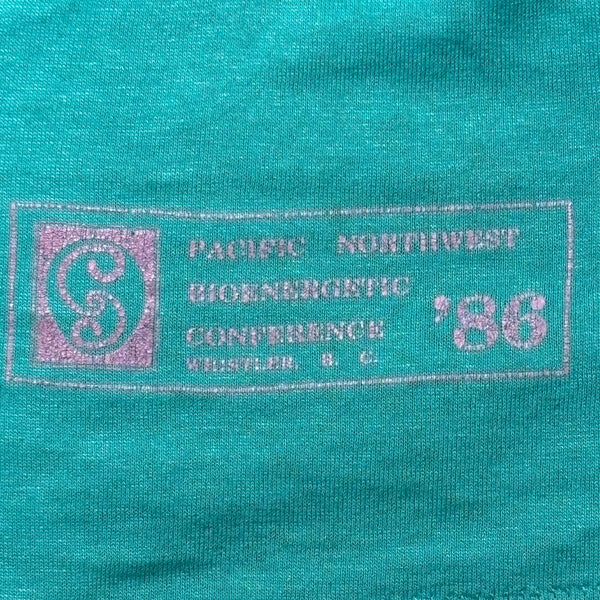 PACIFIC NORTHWEST
BIOENERGETIC
CONFERENCE
WHISTLER, B. C.
'86